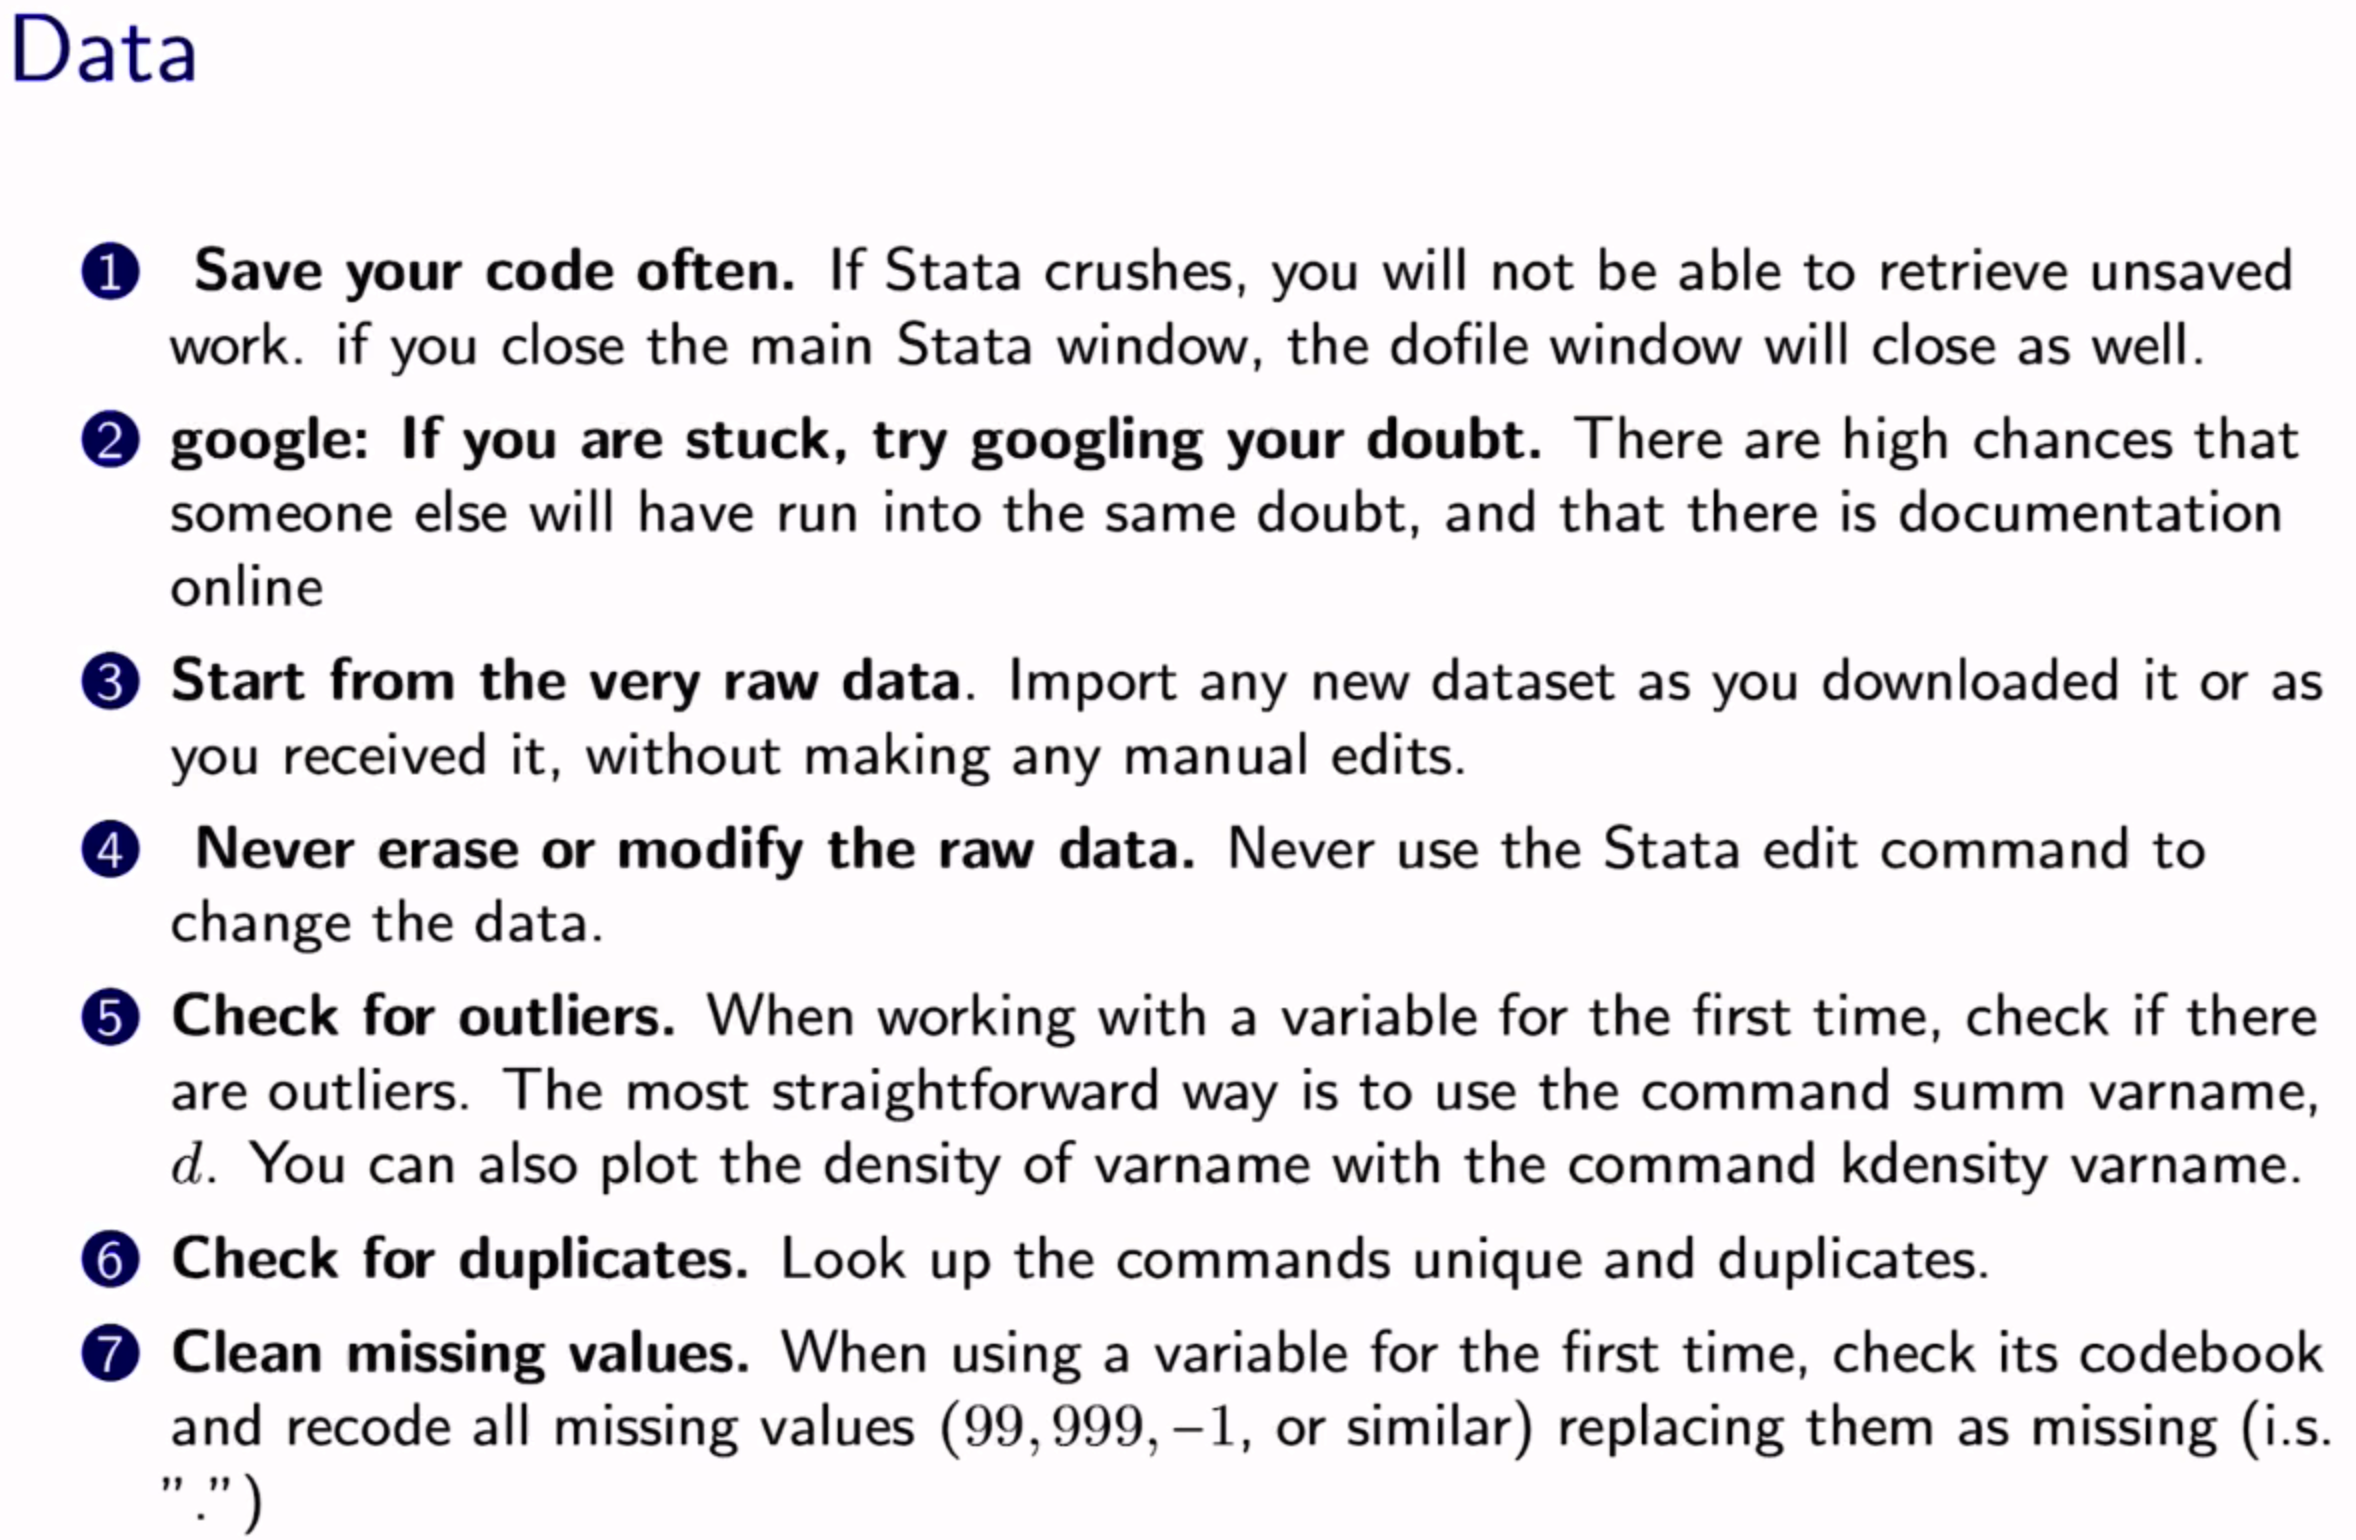 Data
1 Save your code often. If Stata crushes, you will not be able to retrieve unsaved
work. if you close the main Stata window, the dofile window will close as well.
2 google: If you are stuck, try googling your doubt. There are high chances that
someone else will have run into the same doubt, and that there is documentation
online
3 Start from the very raw data. Import any new dataset as you downloaded it or as
you received it, without making any manual edits.
4 Never erase or modify the raw data. Never use the Stata edit command to
change the data.
5 Check for outliers. When working with a variable for the first time, check if there
are outliers. The most straightforward way is to use the command summ varname,
d. You can also plot the density of varname with the command kdensity varname.
6 Check for duplicates. Look up the commands unique and duplicates.
7 Clean missing values. When using a variable for the first time, check its codebook
and recode all missing values (99, 999, −1, or similar) replacing them as missing (i.s.
”.”)